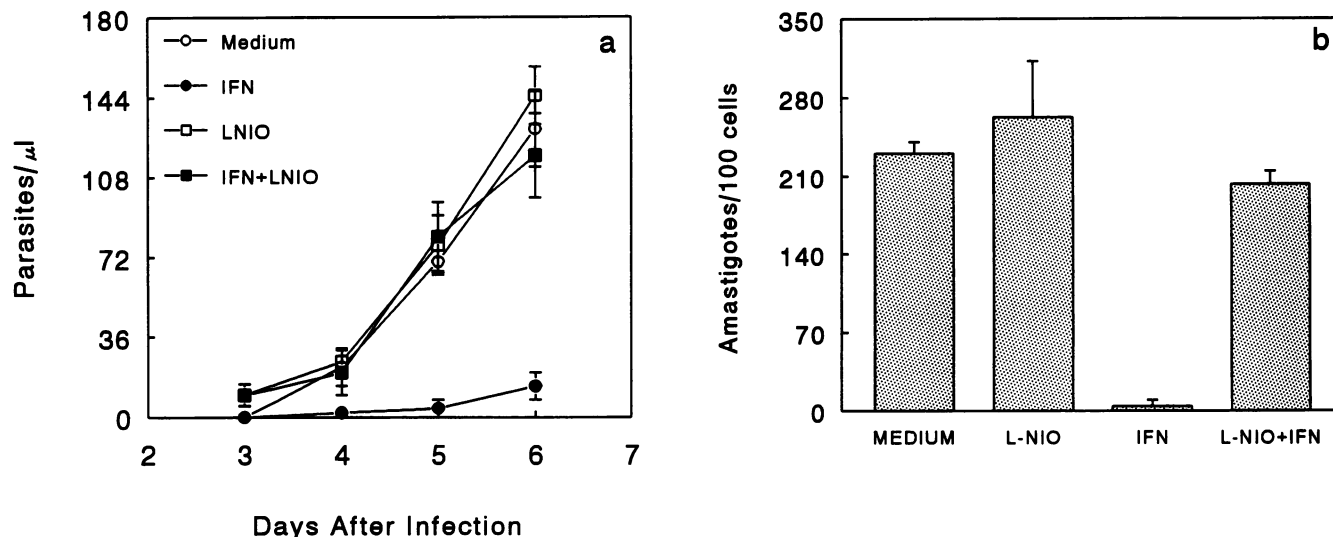 a
Medium
IFN
LNIO
IFN+LNIO
180
144
108
72
36
0
2 3 4 5 6 7
Parasites/μl
Days After Infection
b
350
280
210
140
70
0
Amastigotes/100 cells
MEDIUM L-NIO IFN L-NIO+IFN